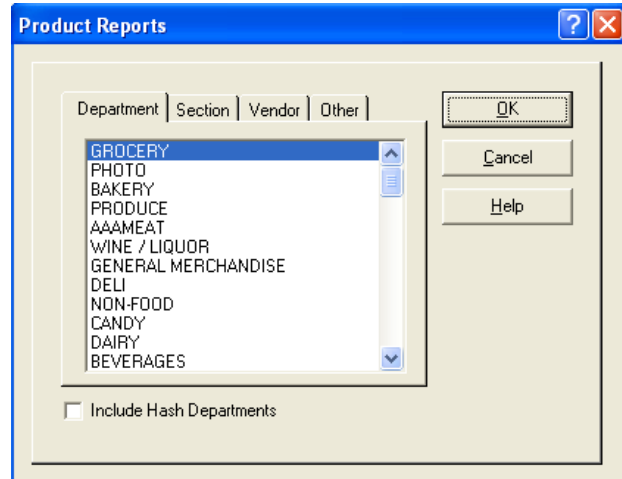 Product Reports
Department Section Vendor Other
OK
GROCERY
PHOTO
BAKERY
PRODUCE
AAAMEAT
WINE / LIQUOR
GENERAL MERCHANDISE
DELI
NON-FOOD
CANDY
DAIRY
BEVERAGES
Cancel
Help
Include Hash Departments